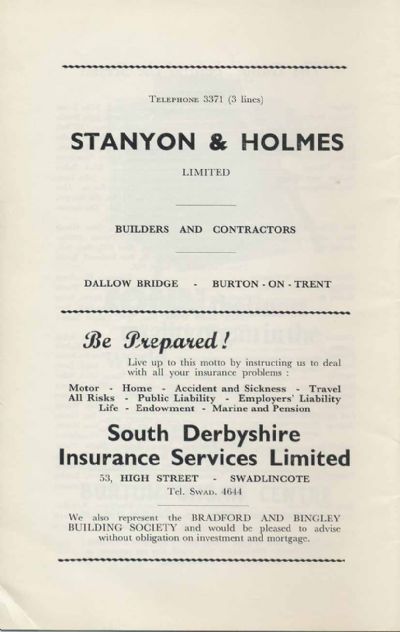 Telephone 3371 (3 lines)
STANYON & HOLMES
LIMITED
BUILDERS AND CONTRACTORS
DALLOW BRIDGE - BURTON-ON-TRENT
Be Prepared!
Live up to this motto by instructing us to deal
with all your insurance problems :
Motor - Home - Accident and Sickness - Travel
All Risks - Public Liability - Employers' Liability
Life - Endowment - Marine and Pension
South Derbyshire
Insurance Services Limited
53, HIGH STREET - SWADLINCOTE
Tel. Swad. 4644
We also represent the BRADFORD AND BINGLEY
BUILDING SOCIETY and would be pleased to advise
without obligation on investment and mortgage.